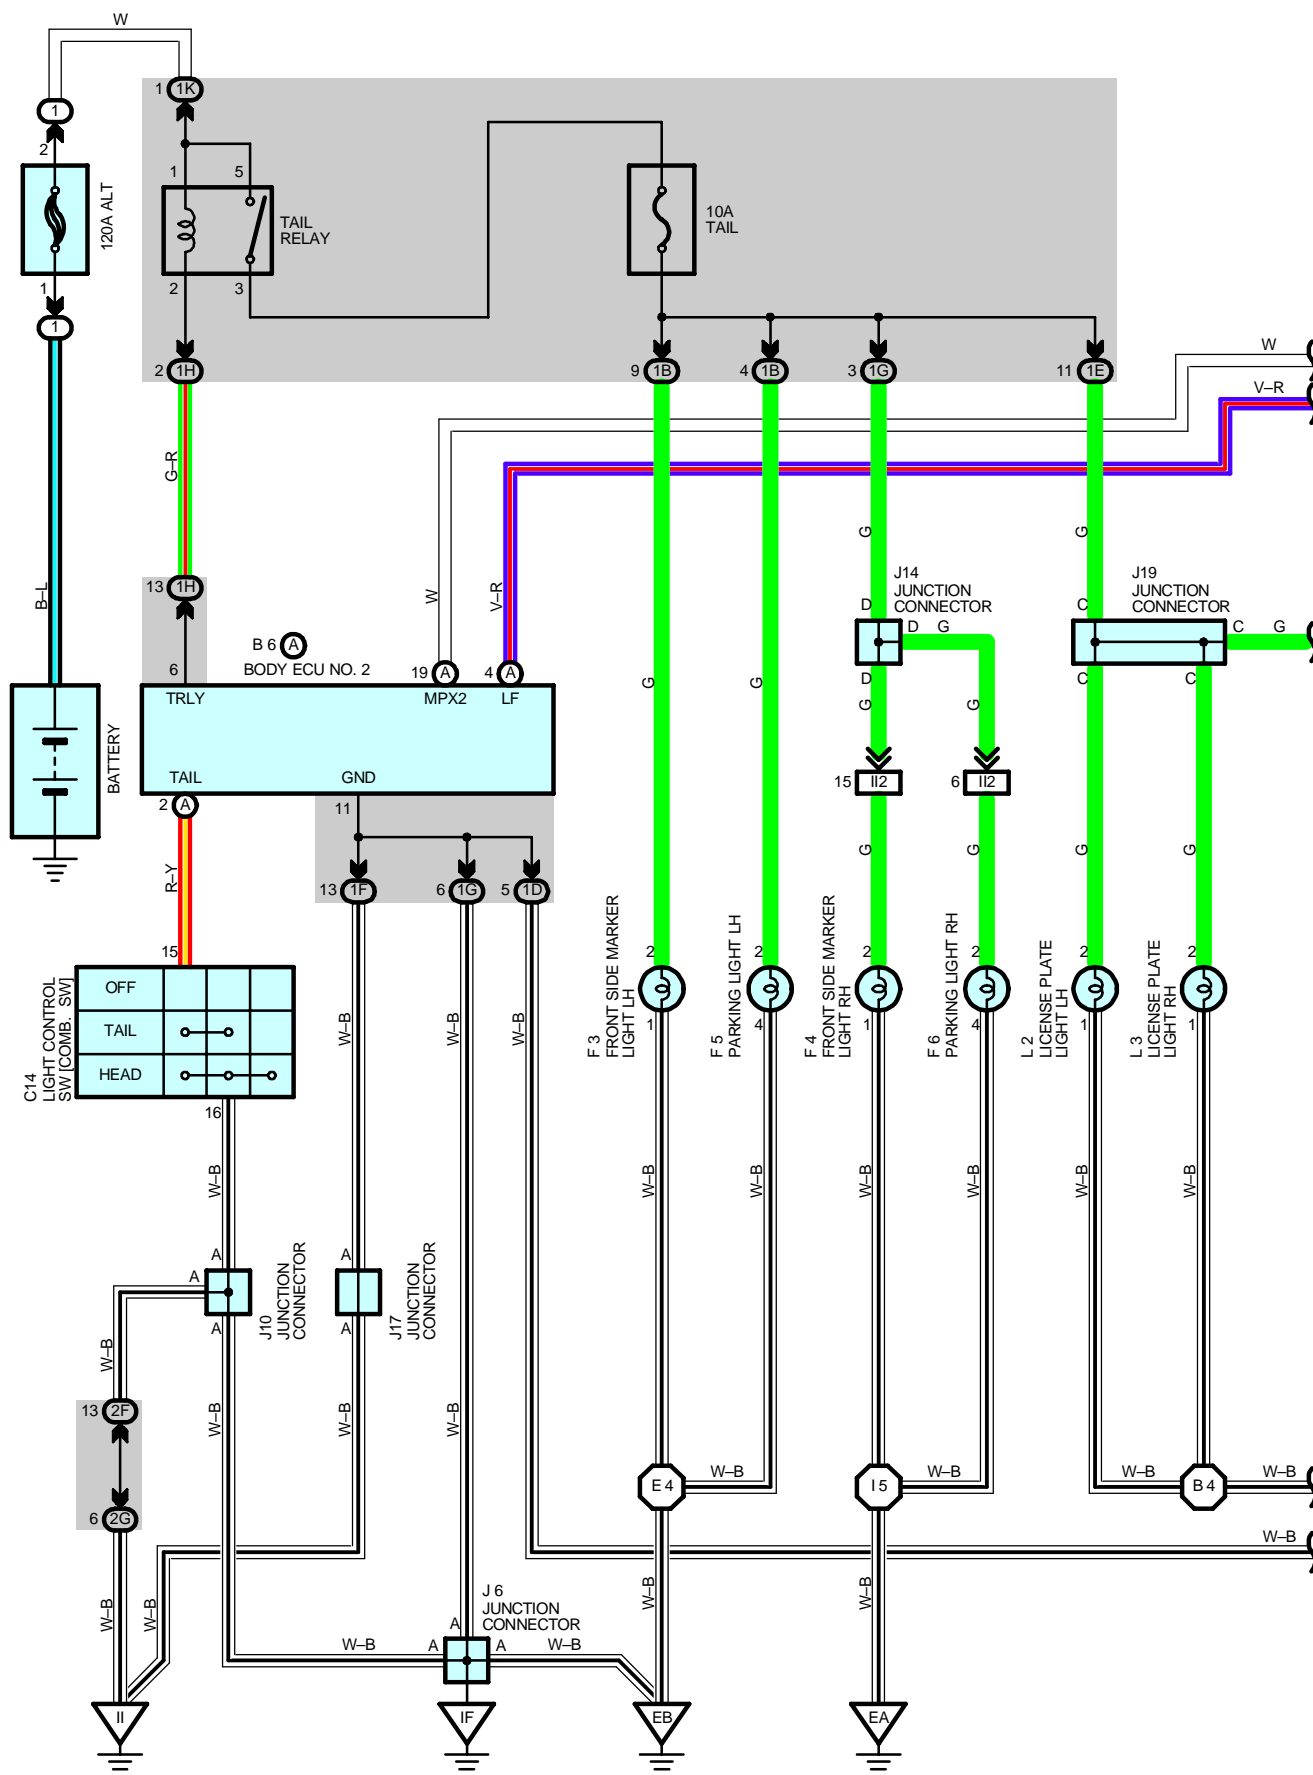 W
1
1K
1
2
120A ALT
1
1
1
5
TAIL
RELAY
2
3
10A
TAIL
2
1H
9
1B
4
1B
3
1G
11
1E
W
V–R
G–R
B–L
W
V–R
G
G
J14
JUNCTION
CONNECTOR
J19
JUNCTION
CONNECTOR
13
1H
D
D
G
C
C
G
B 6
A
BODY ECU NO. 2
6
19
A
4
A
D
C
C
TRLY
MPX2
LF
G
G
G
G
BATTERY
TAIL
GND
15
II2
6
II2
2
A
11
G
G
G
G
R–Y
13
1F
6
1G
5
1D
15
2
2
2
2
2
2
OFF
TAIL
HEAD
C14
LIGHT CONTROL
SW [COMB. SW]
F 3
FRONT SIDE MARKER
LIGHT LH
F 5
PARKING LIGHT LH
F 4
FRONT SIDE MARKER
LIGHT RH
F 6
PARKING LIGHT RH
L 2
LICENSE PLATE
LIGHT LH
L 3
LICENSE PLATE
LIGHT RH
W–B
W–B
W–B
1
4
1
4
1
1
16
W–B
W–B
W–B
W–B
W–B
W–B
W–B
A
A
A
J10
JUNCTION
CONNECTOR
J17
JUNCTION
CONNECTOR
A
A
W–B
13
2F
W–B
W–B
W–B
E 4
W–B
I 5
W–B
W–B
B 4
W–B
6
2G
W–B
W–B
W–B
W–B
W–B
J 6
JUNCTION
CONNECTOR
A
W–B
A
A
W–B
II
IF
EB
EA